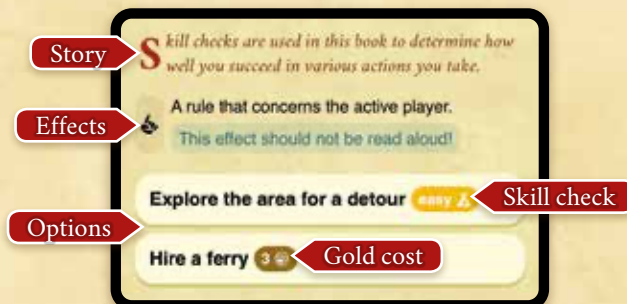 Skill checks are used in this book to determine how
well you succeed in various actions you take.
Story
A rule that concerns the active player.
This effect should not be read aloud!
Effects
Explore the area for a detour easy
Skill check
Options
Hire a ferry 3
Gold cost